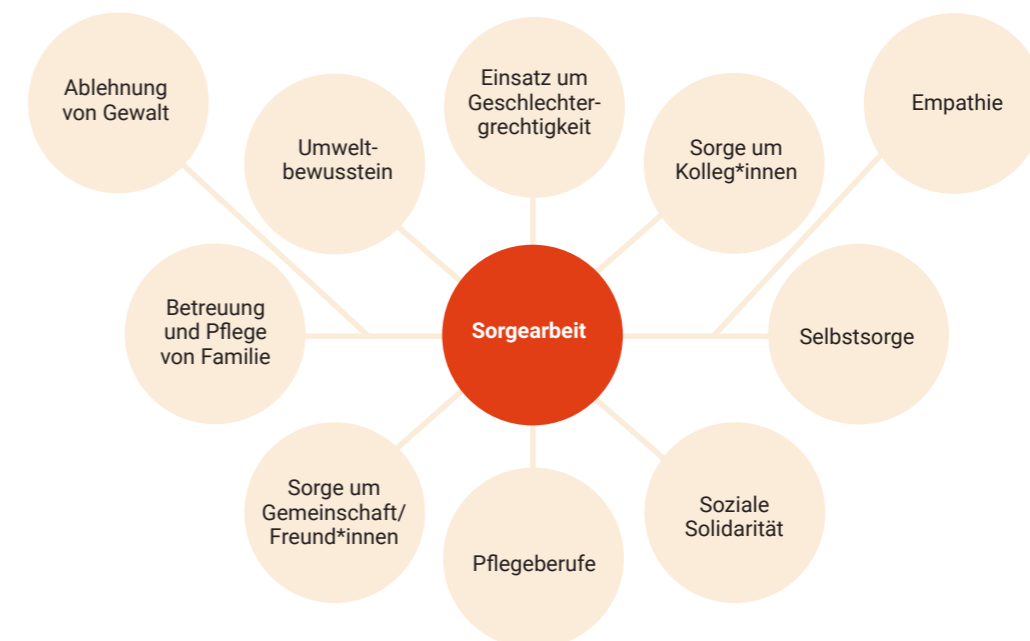 Ablehnung
von Gewalt
Umwelt-
bewusstein
Einsatz um
Geschlechter-
grechtigkeit
Sorge um
Kolleg*innen
Empathie
Betreuung
und Pflege
von Familie
Sorgearbeit
Selbstsorge
Sorge um
Gemeinschaft/
Freund*innen
Pflegeberufe
Soziale
Solidarität